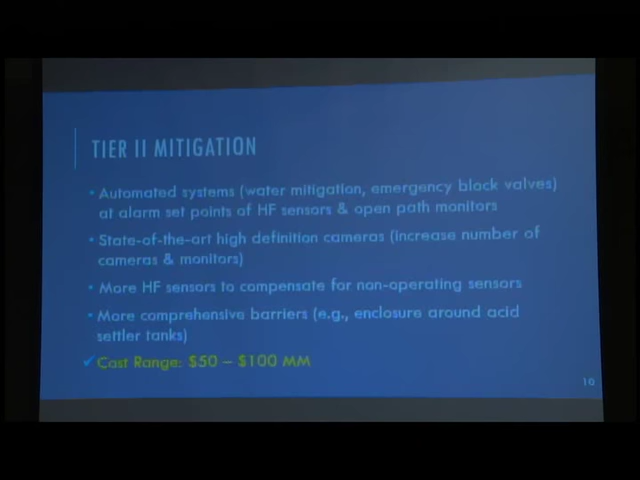 TIER II MITIGATION
• Automated systems (water mitigation, emergency block valves)
at alarm set points of HF sensors & open path monitors
• State-of-the-art high definition cameras (increase number of
cameras & monitors)
• More HF sensors to compensate for non-operating sensors
• More comprehensive barriers (e.g., enclosure around acid
settler tanks)
✓ Cost Range: $50 – $100 MM
10